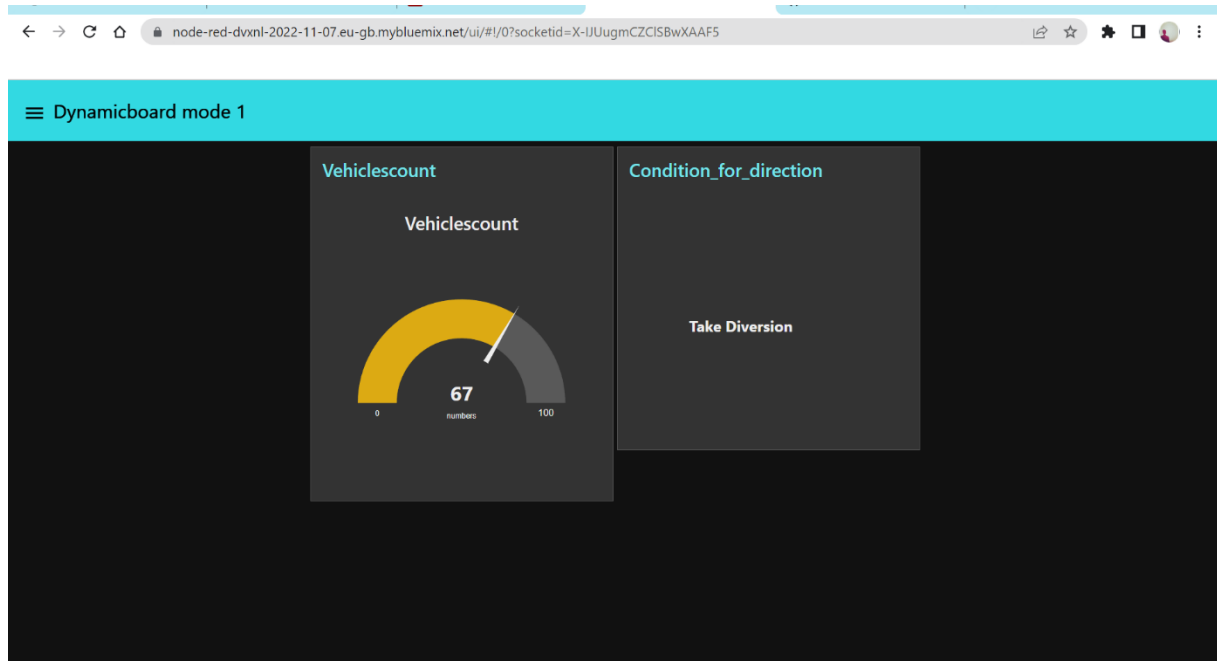 node-red-dvxnl-2022-11-07.eu-gb.mybluemix.net/ui/#!/0?socketid=X-IJUugmCZClSBwXAAF5
Dynamicboard mode 1
Vehiclescount
Vehiclescount
67
numbers
0
100
Condition_for_direction
Take Diversion